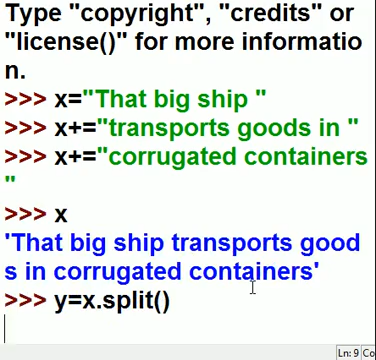 Type "copyright", "credits" or
"license()" for more informatio
n.
>>> x="That big ship "
>>> x+="transports goods in "
>>> x+="corrugated containers
"
>>> x
'That big ship transports good
s in corrugated containers'
>>> y=x.split()
Ln: 9 Co